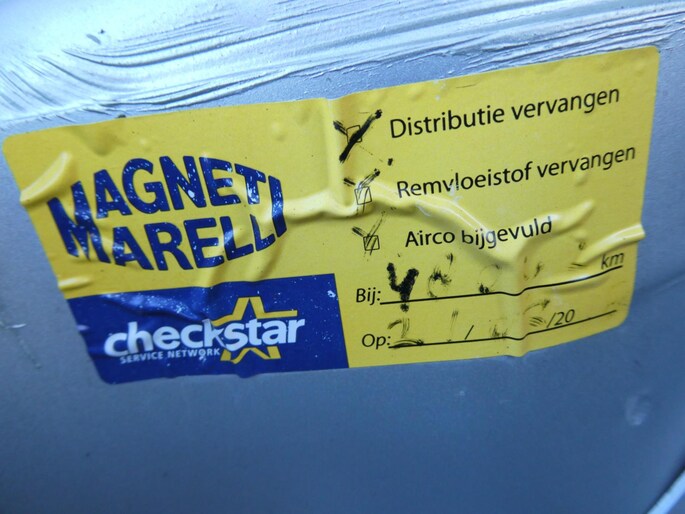 MAGNETI
MARELLI
checkstar
SERVICE NETWORK
Distributie vervangen
Remvloeistof vervangen
Airco bijgevuld
Bij: km
Op: / /20